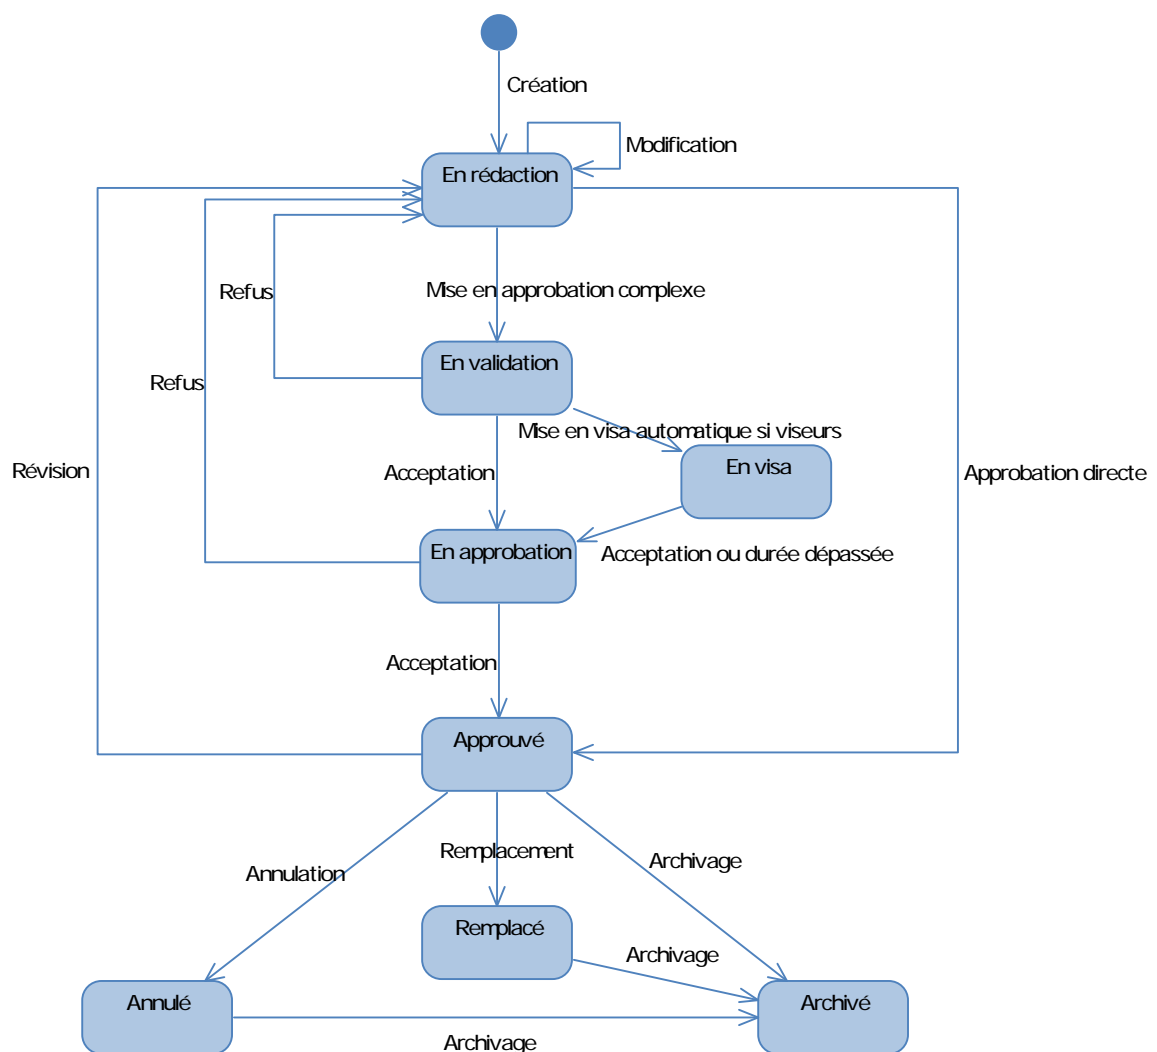 Création
Modification
En rédaction
Refus
Mise en approbation complexe
En validation
Refus
Mise en visa automatique si viseurs
En visa
Révision
Acceptation
Approbation directe
En approbation
Acceptation ou durée dépassée
Acceptation
Approuvé
Remplacement
Archivage
Annulation
Remplacé
Archivage
Annulé
Archivé
Archivage